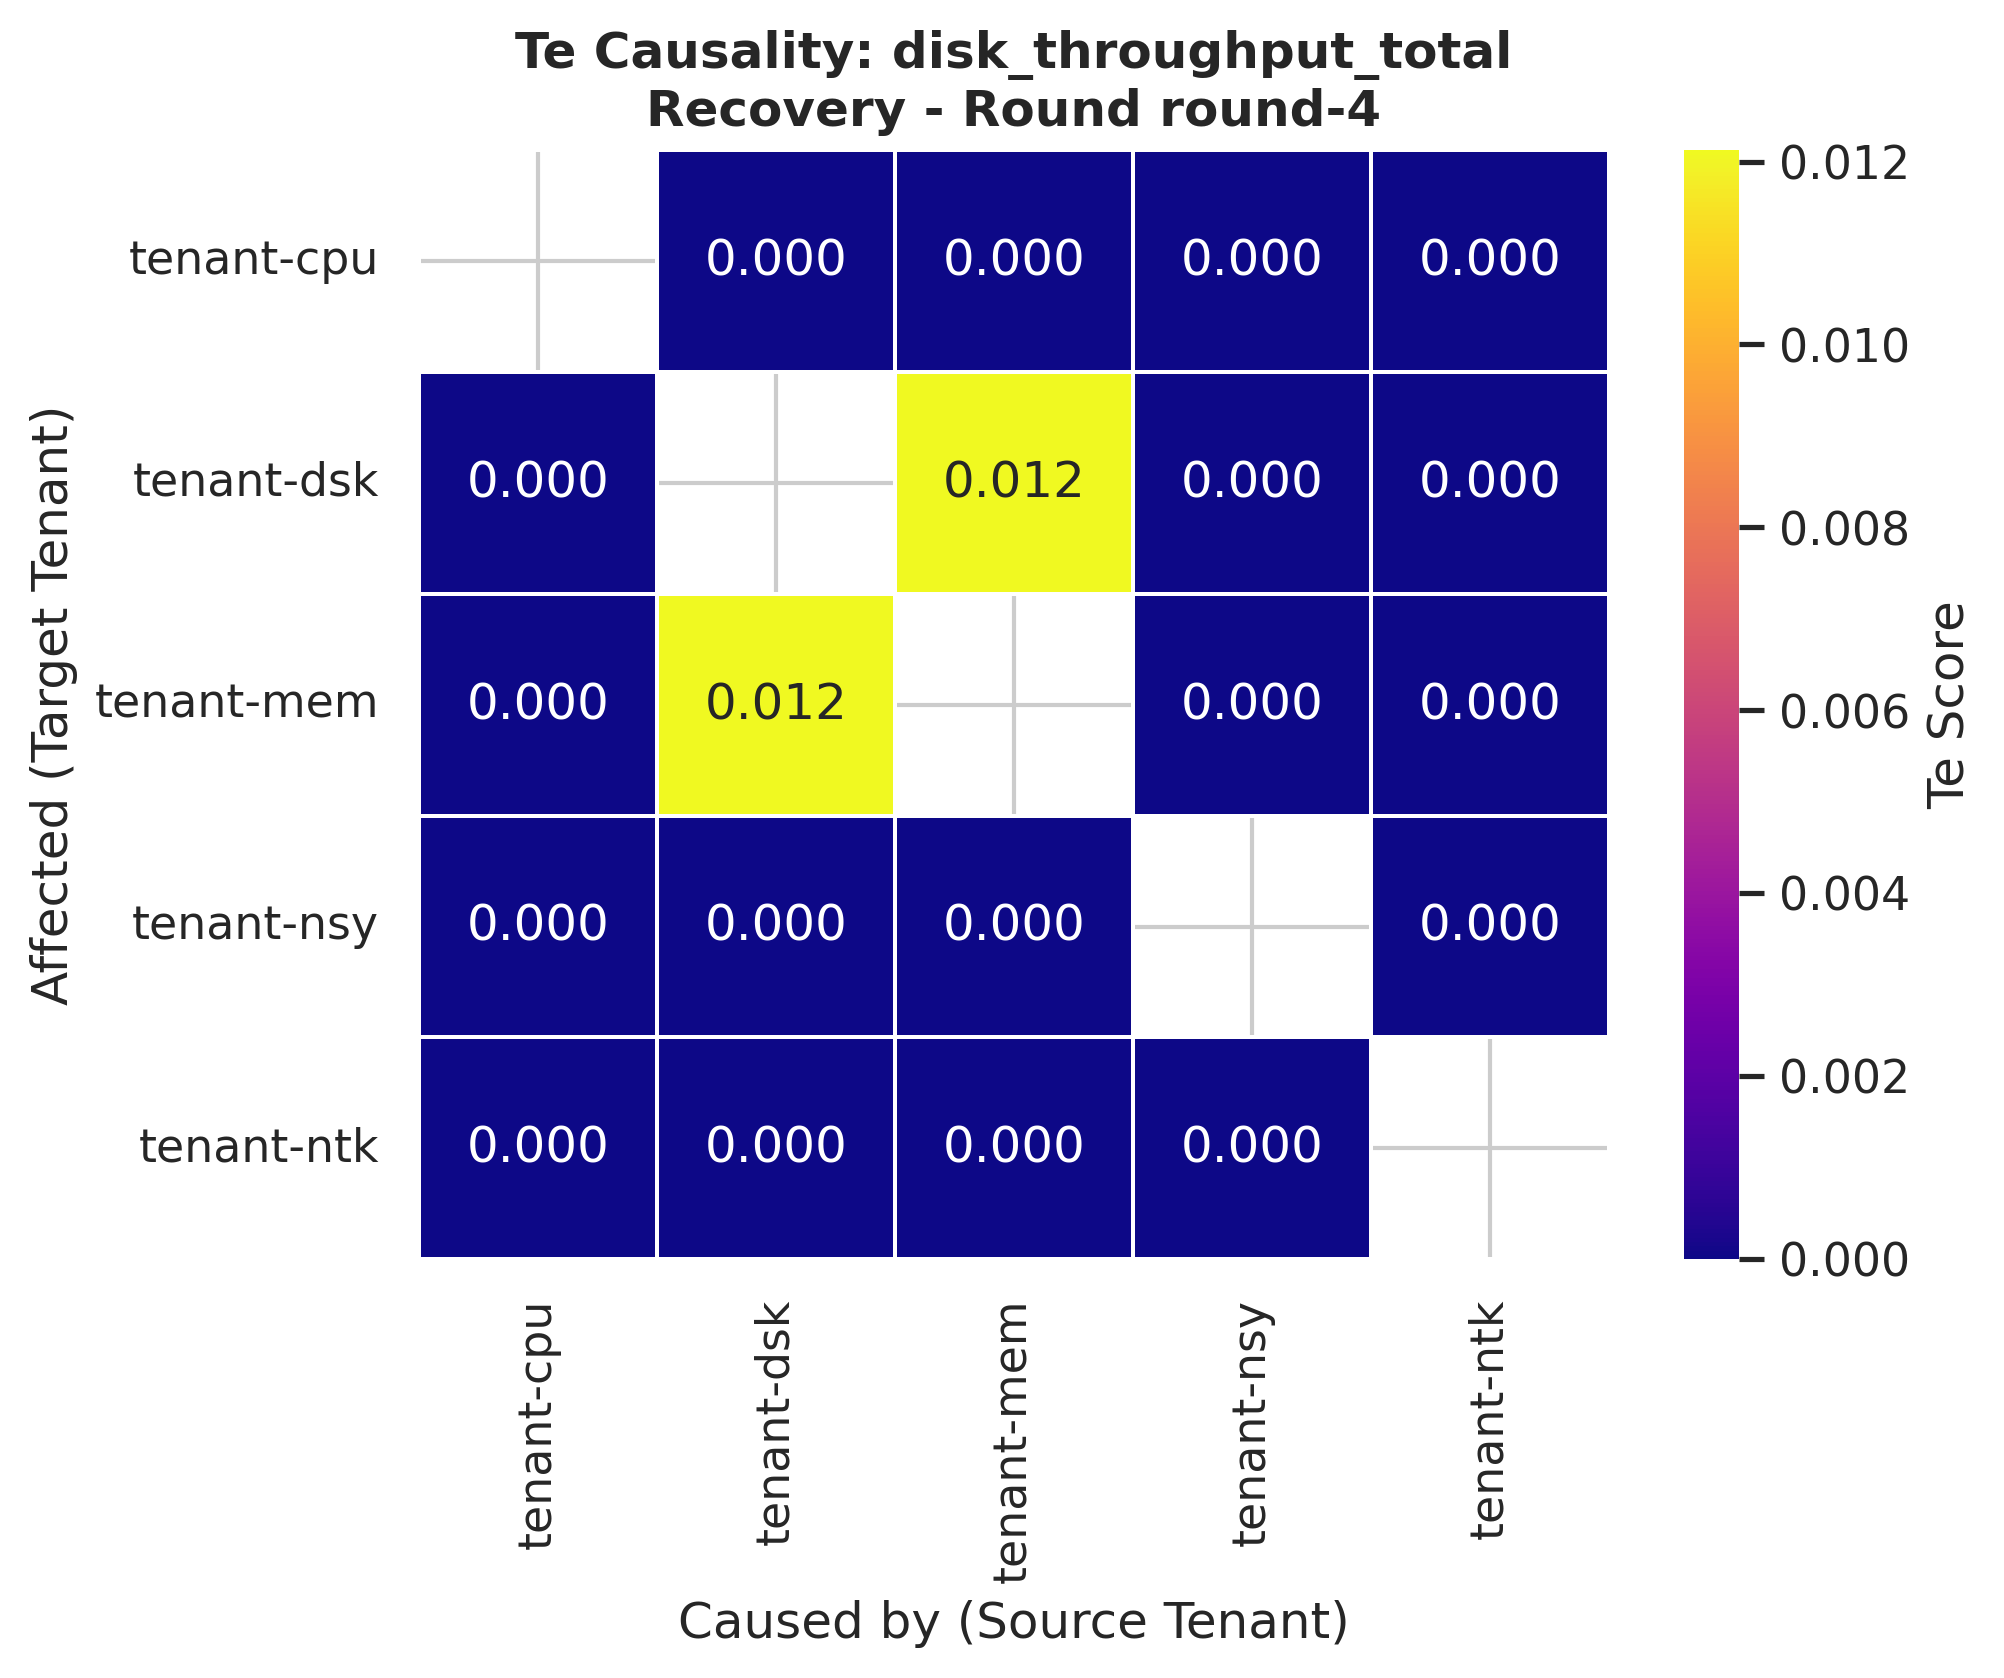 Te Causality: disk_throughput_total
Recovery - Round round-4
tenant-cpu 0.000 0.000 0.000 0.000
tenant-dsk 0.000 0.012 0.000 0.000
tenant-mem 0.000 0.012 0.000 0.000
tenant-nsy 0.000 0.000 0.000 0.000
tenant-ntk 0.000 0.000 0.000 0.000
Affected (Target Tenant)
tenant-cpu
tenant-dsk
tenant-mem
tenant-nsy
tenant-ntk
Caused by (Source Tenant)
0.012
0.010
0.008
0.006
0.004
0.002
0.000
Te Score